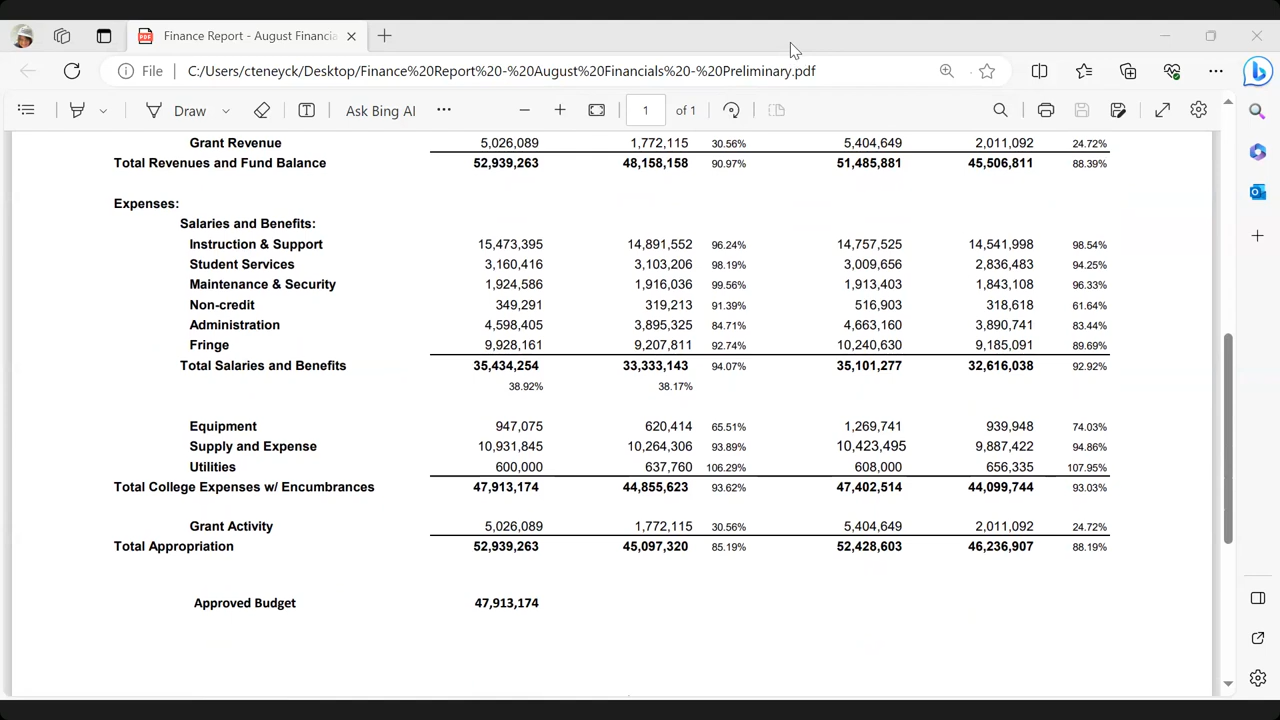 Finance Report - August Financia
File C:/Users/cteneyck/Desktop/Finance%20Report%20-%20August%20Financials%20-%20Preliminary.pdf
Draw Ask Bing AI 1 of 1
Grant Revenue 5,026,089 1,772,115 30.56% 5,404,649 2,011,092 24.72%
Total Revenues and Fund Balance 52,939,263 48,158,158 90.97% 51,485,881 45,506,811 88.39%
Expenses:
Salaries and Benefits:
Instruction & Support 15,473,395 14,891,552 96.24% 14,757,525 14,541,998 98.54%
Student Services 3,160,416 3,103,206 98.19% 3,009,656 2,836,483 94.25%
Maintenance & Security 1,924,586 1,916,036 99.56% 1,913,403 1,843,108 96.33%
Non-credit 349,291 319,213 91.39% 516,903 318,618 61.64%
Administration 4,598,405 3,895,325 84.71% 4,663,160 3,890,741 83.44%
Fringe 9,928,161 9,207,811 92.74% 10,240,630 9,185,091 89.69%
Total Salaries and Benefits 35,434,254 33,333,143 94.07% 35,101,277 32,616,038 92.92%
38.92% 38.17%
Equipment 947,075 620,414 65.51% 1,269,741 939,948 74.03%
Supply and Expense 10,931,845 10,264,306 93.89% 10,423,495 9,887,422 94.86%
Utilities 600,000 637,760 106.29% 608,000 656,335 107.95%
Total College Expenses w/ Encumbrances 47,913,174 44,855,623 93.62% 47,402,514 44,099,744 93.03%
Grant Activity 5,026,089 1,772,115 30.56% 5,404,649 2,011,092 24.72%
Total Appropriation 52,939,263 45,097,320 85.19% 52,428,603 46,236,907 88.19%
Approved Budget 47,913,174